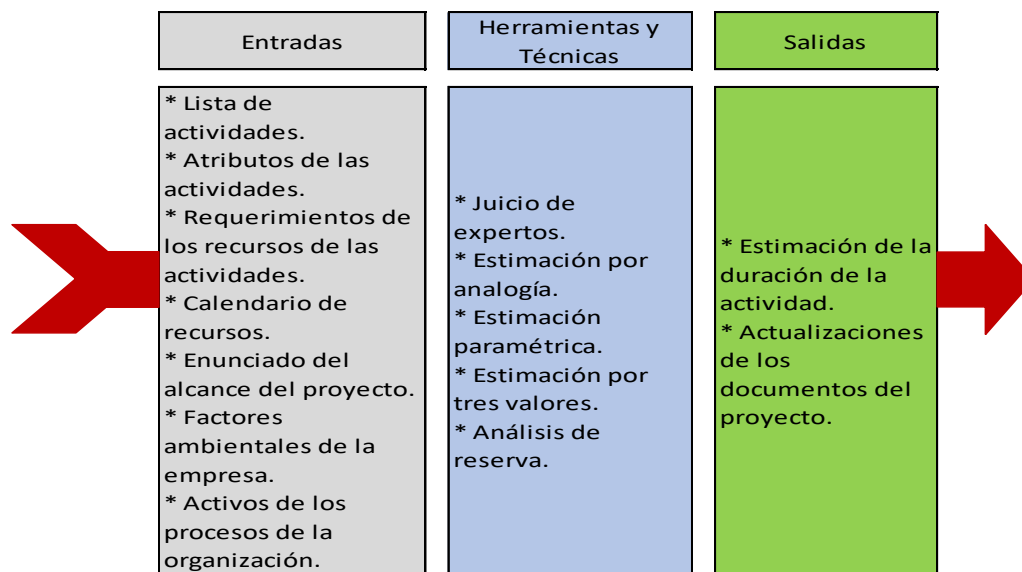 Entradas
* Lista de
actividades.
* Atributos de las
actividades.
* Requerimientos de
los recursos de las
actividades.
* Calendario de
recursos.
* Enunciado del
alcance del proyecto.
* Factores
ambientales de la
empresa.
* Activos de los
procesos de la
organización.
Herramientas y
Técnicas
* Juicio de
expertos.
* Estimación por
analogía.
* Estimación
paramétrica.
* Estimación por
tres valores.
* Análisis de
reserva.
Salidas
* Estimación de la
duración de la
actividad.
* Actualizaciones
de los
documentos del
proyecto.